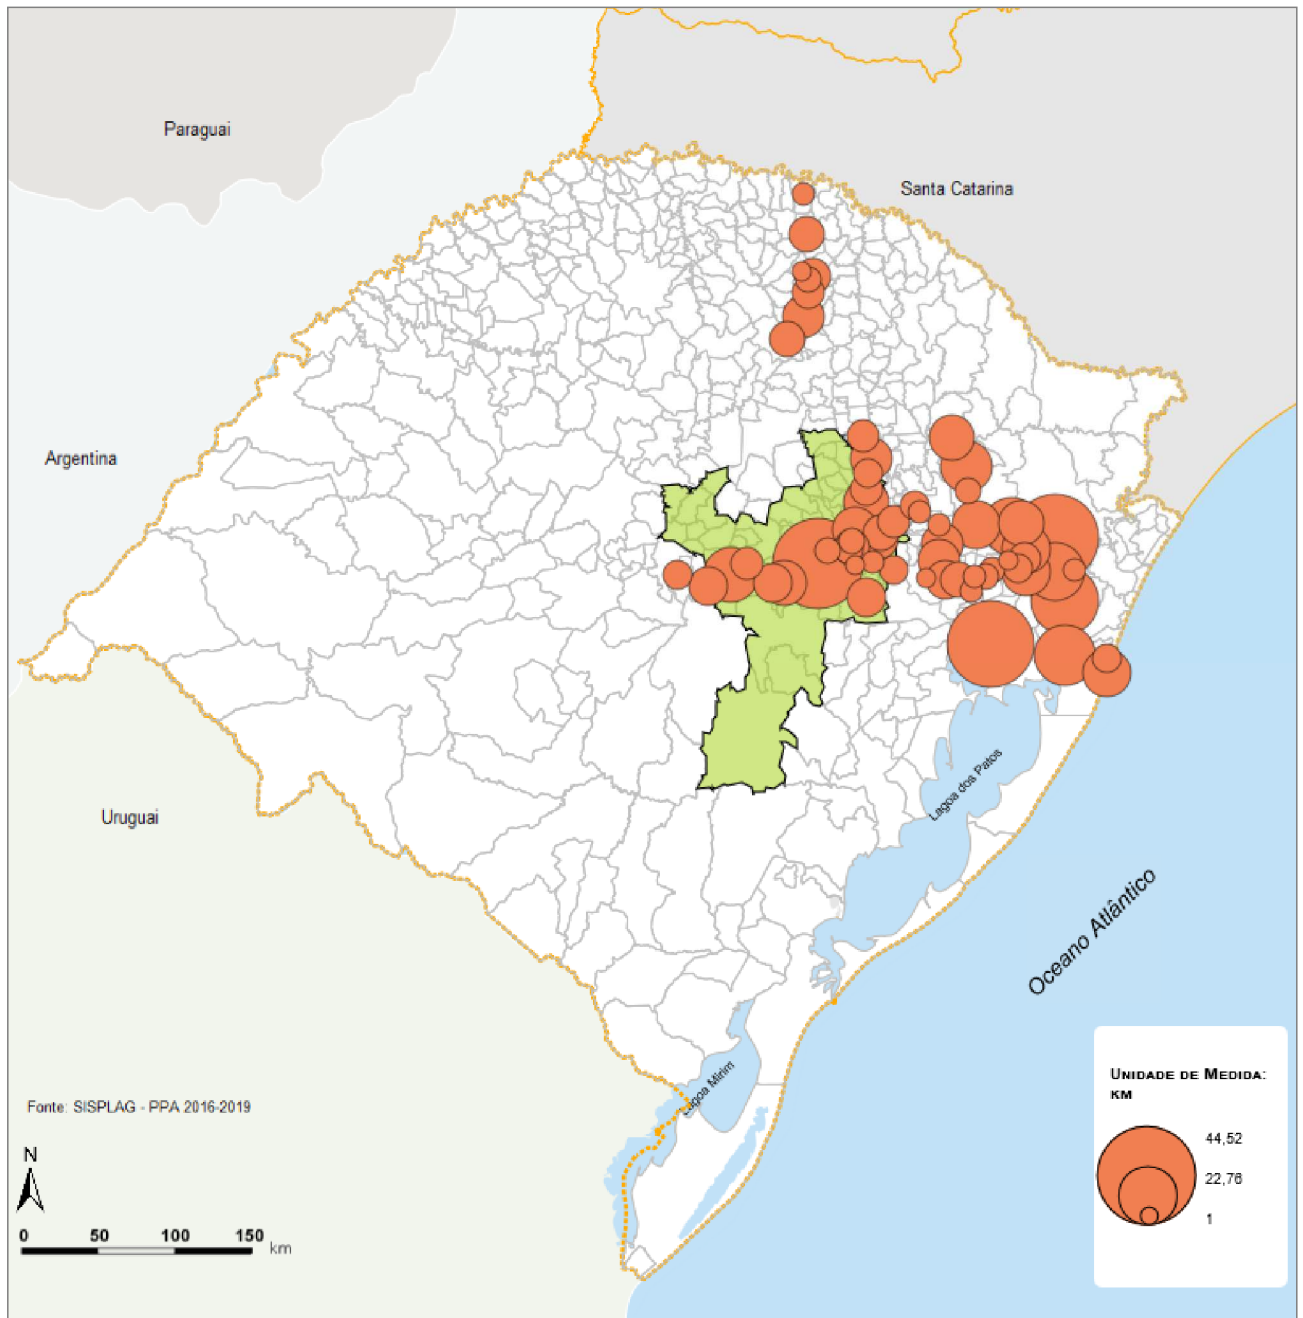 Paraguai
Santa Catarina
Argentina
Uruguai
Lagoa dos Patos
Oceano Atlântico
Lagoa Mirim
Fonte: SISPLAG - PPA 2016-2019
N
0 50 100 150
km
UNIDADE DE MEDIDA:
KM
44,52
22,76
1